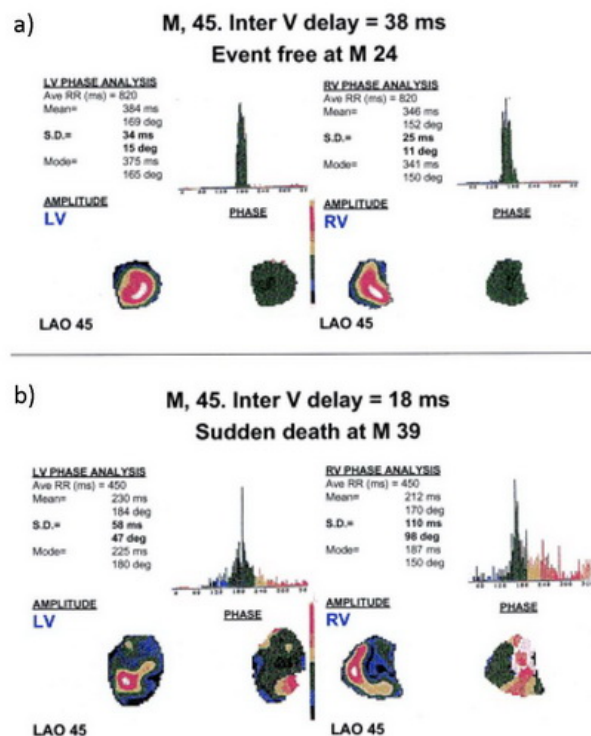 a)
M, 45. Inter V delay = 38 ms
Event free at M 24
LV PHASE ANALYSIS
Ave RR (ms) = 820
Mean= 384 ms
169 deg
S.D.= 34 ms
15 deg
Mode= 375 ms
165 deg
RV PHASE ANALYSIS
Ave RR (ms) = 820
Mean= 346 ms
152 deg
S.D.= 25 ms
11 deg
Mode= 341 ms
150 deg
AMPLITUDE
LV
PHASE
AMPLITUDE
RV
PHASE
LAO 45
LAO 45
b)
M, 45. Inter V delay = 18 ms
Sudden death at M 39
LV PHASE ANALYSIS
Ave RR (ms) = 450
Mean= 230 ms
184 deg
S.D.= 58 ms
47 deg
Mode= 225 ms
180 deg
RV PHASE ANALYSIS
Ave RR (ms) = 450
Mean= 212 ms
170 deg
S.D.= 110 ms
98 deg
Mode= 187 ms
150 deg
AMPLITUDE
LV
PHASE
AMPLITUDE
RV
PHASE
LAO 45
LAO 45